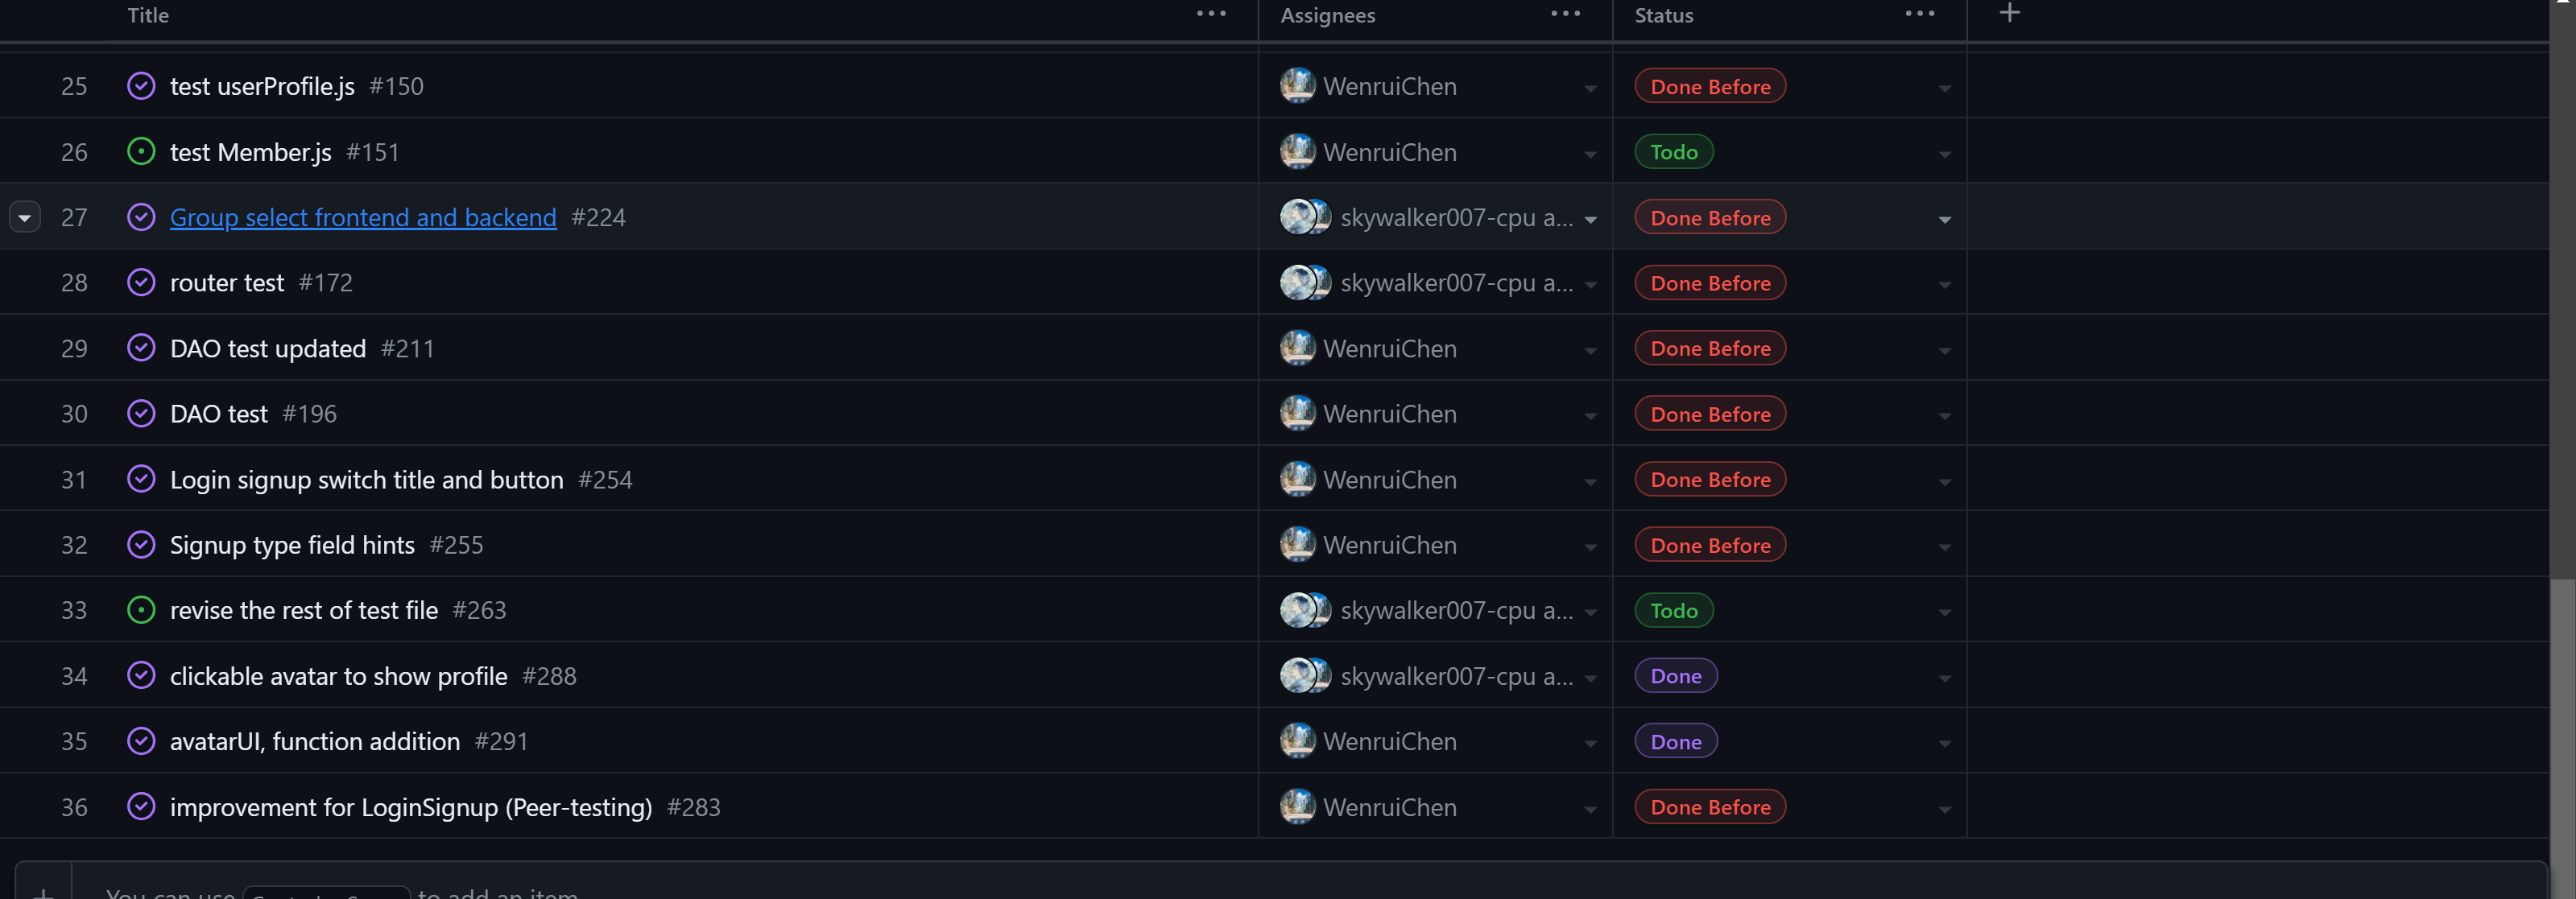 Title ... Assignees ... Status ... +
25 test userProfile.js #150 WenruiChen Done Before
26 test Member.js #151 WenruiChen Todo
27 Group select frontend and backend #224 skywalker007-cpu a... Done Before
28 router test #172 skywalker007-cpu a... Done Before
29 DAO test updated #211 WenruiChen Done Before
30 DAO test #196 WenruiChen Done Before
31 Login signup switch title and button #254 WenruiChen Done Before
32 Signup type field hints #255 WenruiChen Done Before
33 revise the rest of test file #263 skywalker007-cpu a... Todo
34 clickable avatar to show profile #288 skywalker007-cpu a... Done
35 avatarUI, function addition #291 WenruiChen Done
36 improvement for LoginSignup (Peer-testing) #283 WenruiChen Done Before
+ You can use to add an item